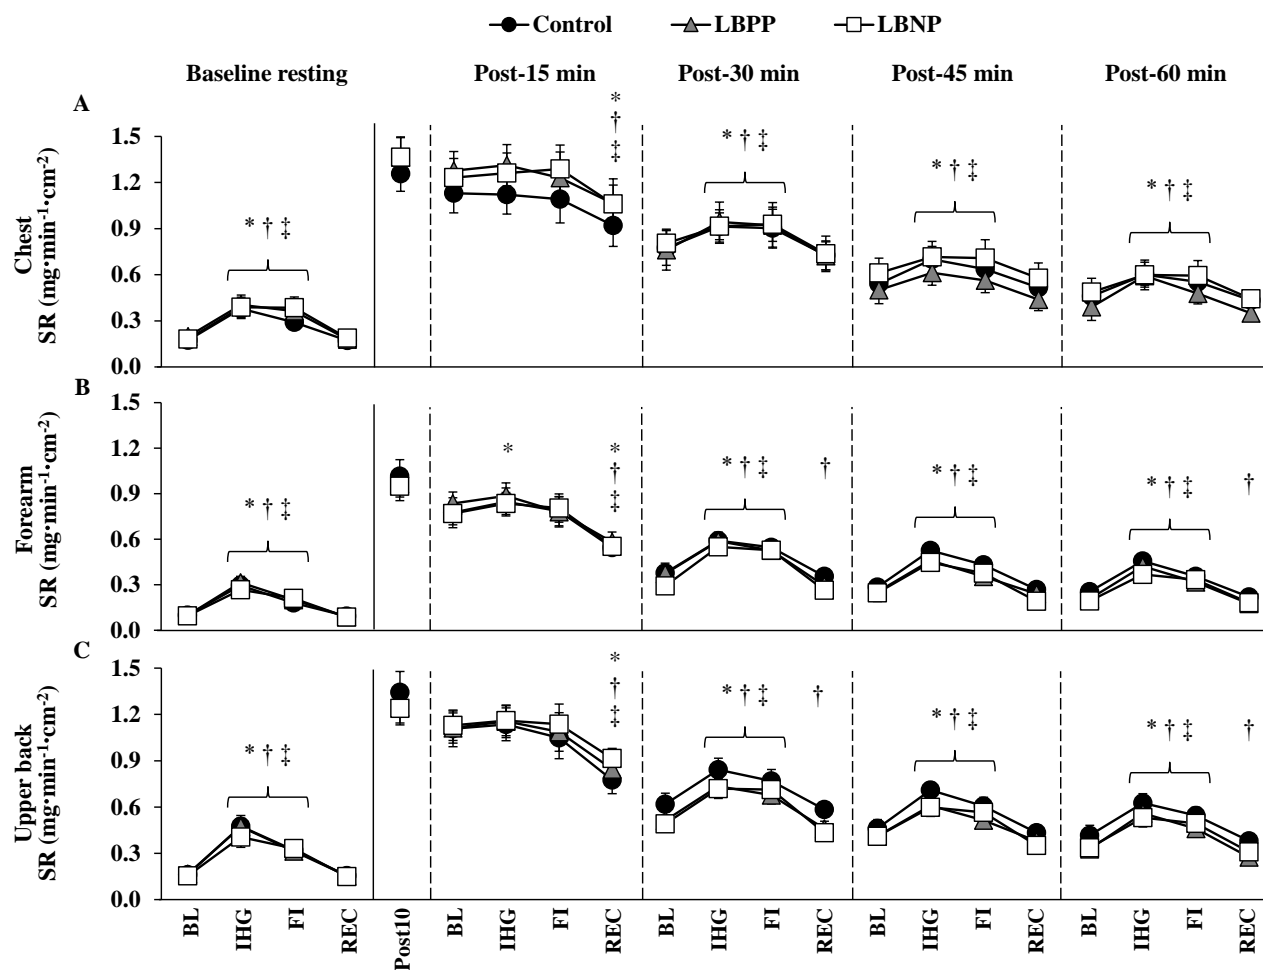 Control LBPP LBNP
Baseline resting Post-15 min Post-30 min Post-45 min Post-60 min
A
Chest
SR (mg·min-1·cm-2)
1.5
1.2
0.9
0.6
0.3
0.0
* † ‡
*
†
‡
* † ‡
* † ‡
* † ‡
B
Forearm
SR (mg·min-1·cm-2)
1.5
1.2
0.9
0.6
0.3
0.0
* † ‡
*
*
†
‡
* † ‡
†
* † ‡
* † ‡
†
C
Upper back
SR (mg·min-1·cm-2)
1.5
1.2
0.9
0.6
0.3
0.0
* † ‡
*
†
‡
* † ‡
†
* † ‡
* † ‡
†
BL IHG FI REC Post10 BL IHG FI REC BL IHG FI REC BL IHG FI REC BL IHG FI REC